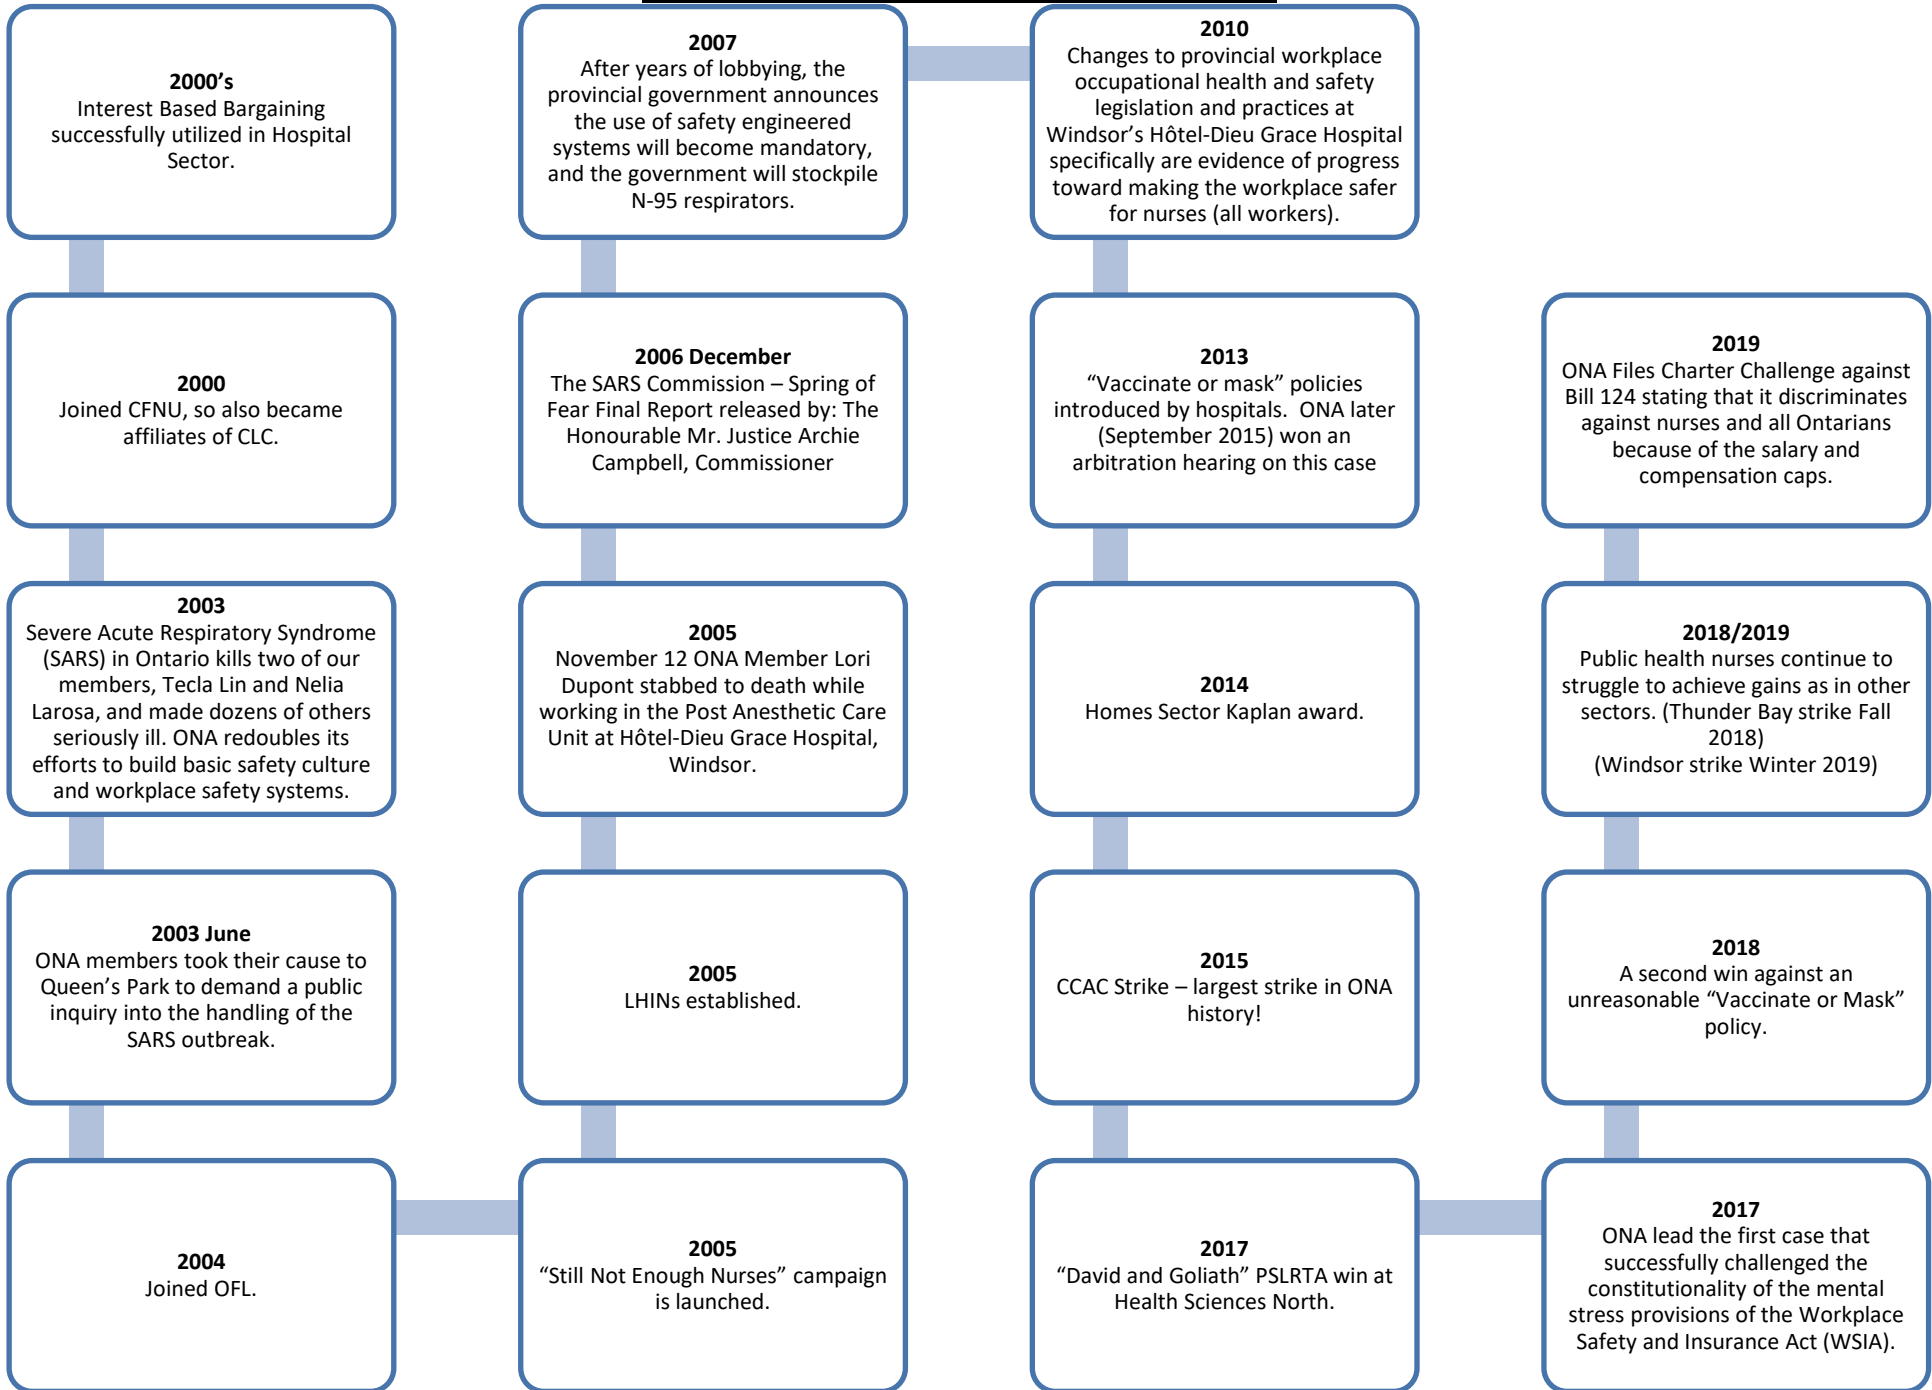 2000's
Interest Based Bargaining
successfully utilized in Hospital
Sector.
2000
Joined CFNU, so also became
affiliates of CLC.
2003
Severe Acute Respiratory Syndrome
(SARS) in Ontario kills two of our
members, Tecla Lin and Nelia
Larosa, and made dozens of others
seriously ill. ONA redoubles its
efforts to build basic safety culture
and workplace safety systems.
2003 June
ONA members took their cause to
Queen's Park to demand a public
inquiry into the handling of the
SARS outbreak.
2004
Joined OFL.
2005
“Still Not Enough Nurses” campaign
is launched.
2005
LHINs established.
2005
November 12 ONA Member Lori
Dupont stabbed to death while
working in the Post Anesthetic Care
Unit at Hôtel-Dieu Grace Hospital,
Windsor.
2006 December
The SARS Commission – Spring of
Fear Final Report released by: The
Honourable Mr. Justice Archie
Campbell, Commissioner
2007
After years of lobbying, the
provincial government announces
the use of safety engineered
systems will become mandatory,
and the government will stockpile
N-95 respirators.
2010
Changes to provincial workplace
occupational health and safety
legislation and practices at
Windsor's Hôtel-Dieu Grace Hospital
specifically are evidence of progress
toward making the workplace safer
for nurses (all workers).
2013
“Vaccinate or mask” policies
introduced by hospitals.  ONA later
(September 2015) won an
arbitration hearing on this case
2014
Homes Sector Kaplan award.
2015
CCAC Strike – largest strike in ONA
history!
2017
“David and Goliath” PSLRTA win at
Health Sciences North.
2017
ONA lead the first case that
successfully challenged the
constitutionality of the mental
stress provisions of the Workplace
Safety and Insurance Act (WSIA).
2018
A second win against an
unreasonable “Vaccinate or Mask”
policy.
2018/2019
Public health nurses continue to
struggle to achieve gains as in other
sectors. (Thunder Bay strike Fall
2018)
(Windsor strike Winter 2019)
2019
ONA Files Charter Challenge against
Bill 124 stating that it discriminates
against nurses and all Ontarians
because of the salary and
compensation caps.